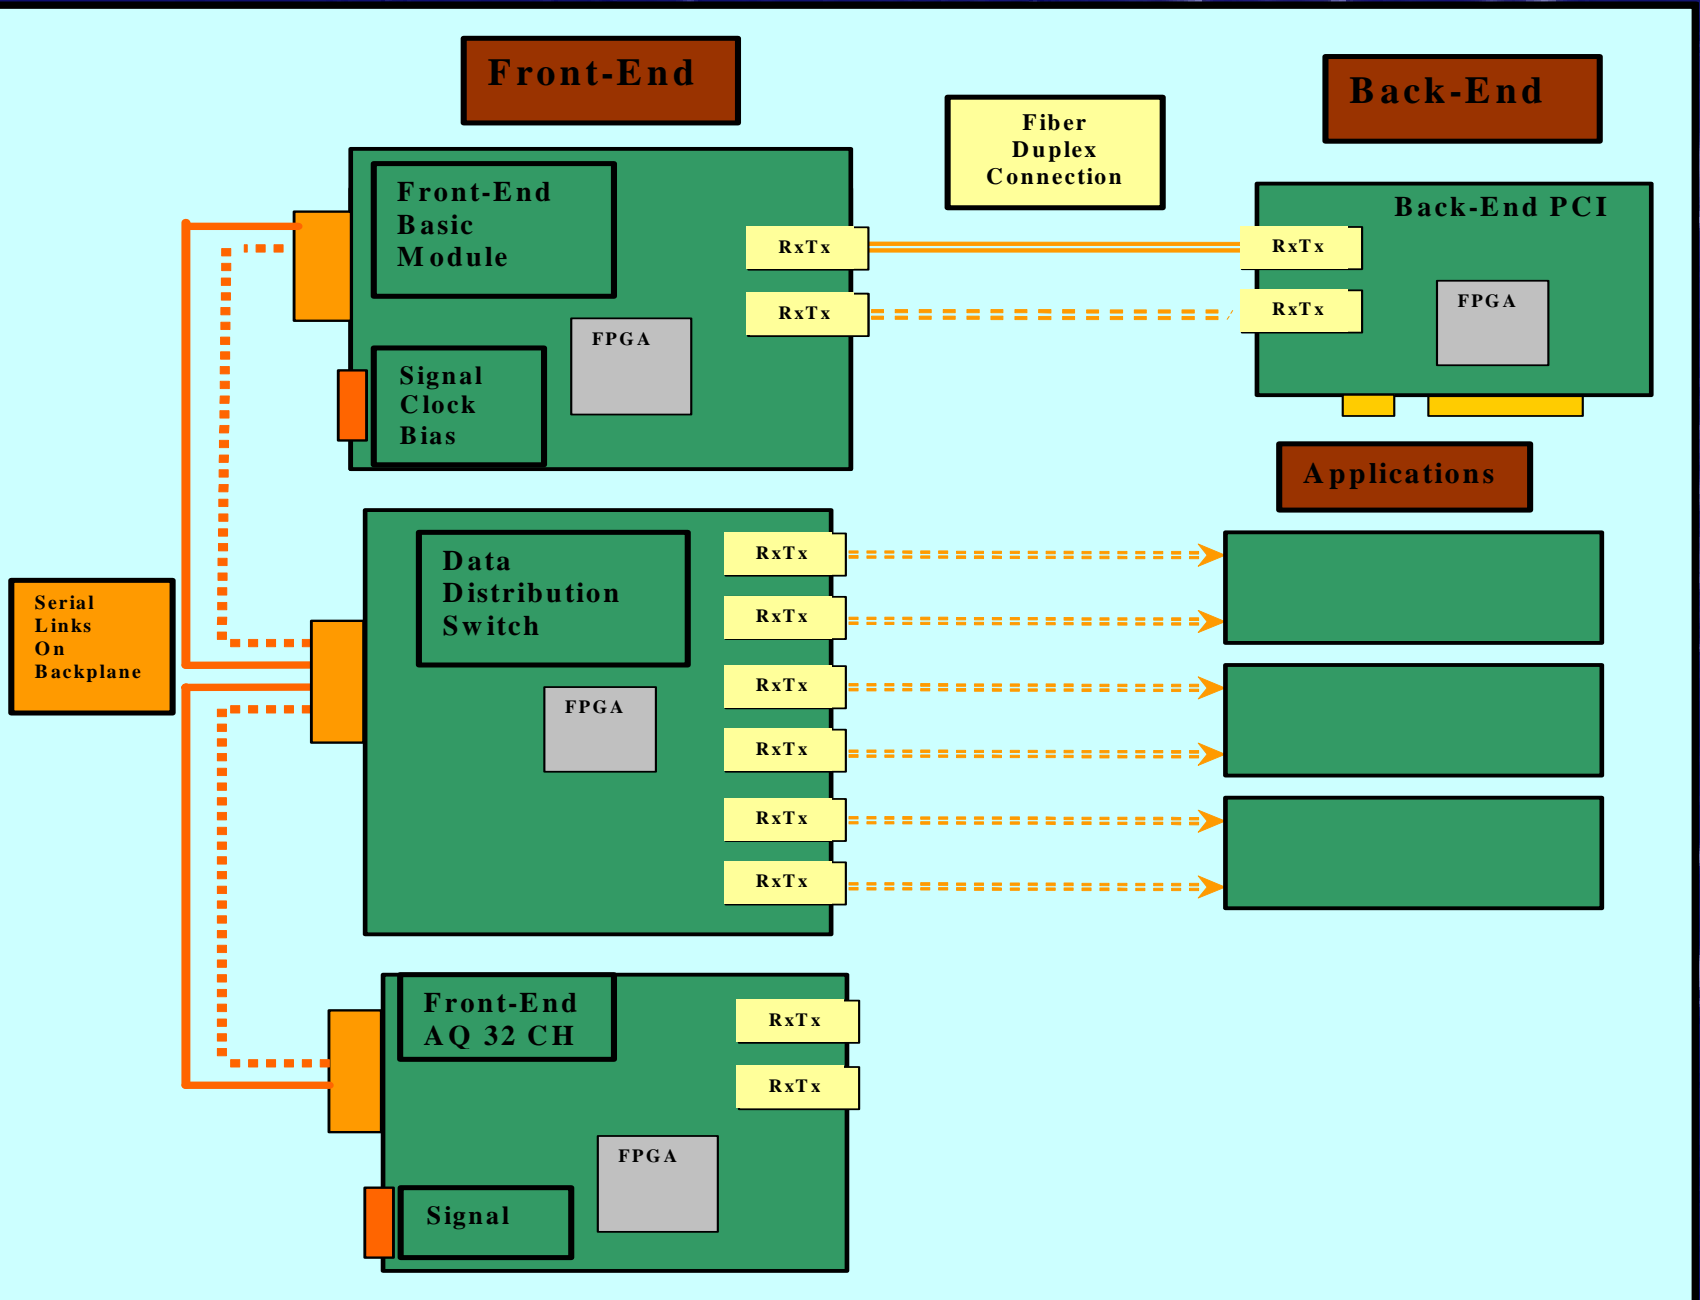 Front-End
Back-End
Fiber
Duplex
Connection
Front-End
Basic
Module
RxTx
RxTx
FPGA
Signal
Clock
Bias
Back-End PCI
RxTx
RxTx
FPGA
Applications
Serial
Links
On
Backplane
Data
Distribution
Switch
FPGA
RxTx
RxTx
RxTx
RxTx
RxTx
RxTx
Front-End
AQ 32 CH
RxTx
RxTx
FPGA
Signal